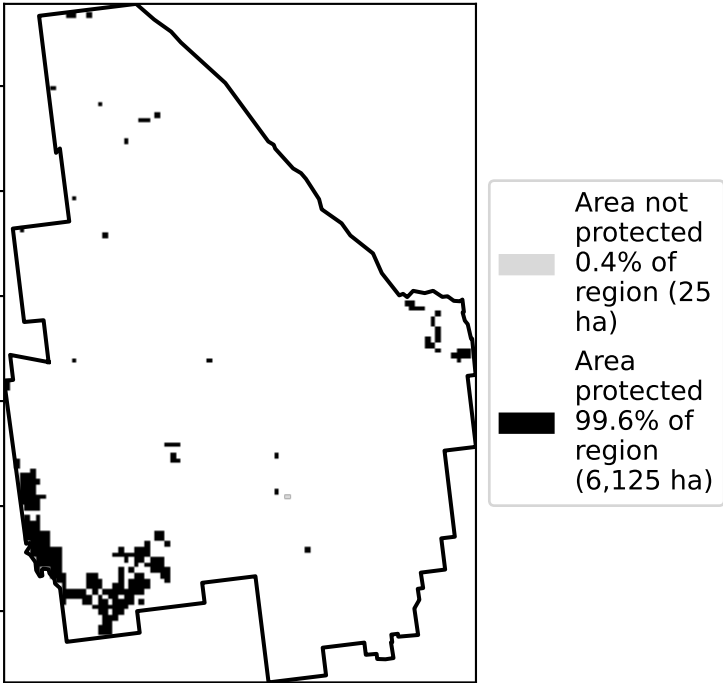 Area not
protected
0.4% of
region (25
ha)
Area
protected
99.6% of
region
(6,125 ha)